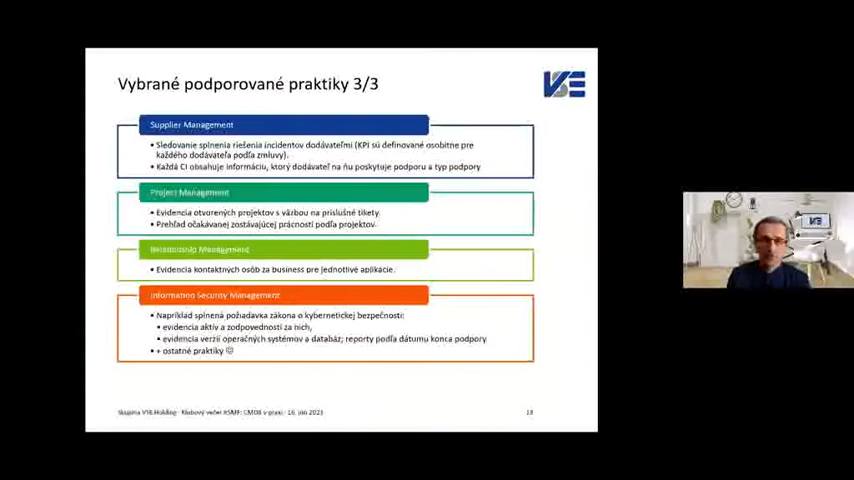 Vybrané podporované praktiky 3/3
VSE
Supplier Management
• Sledovanie splnenia riešenia incidentov dodávateľmi (KPI sú definované osobitne pre
každého dodávateľa podľa zmluvy).
• Každá CI obsahuje informáciu, ktorý dodávateľ na ňu poskytuje podporu a typ podpory
Project Management
• Evidencia otvorených projektov s väzbou na príslušné tikety.
• Prehľad očakávanej zostávajúcej prácnosti podľa projektov.
Relationship Management
• Evidencia kontaktných osôb za business pre jednotlivé aplikácie.
Information Security Management
• Napríklad splnená požiadavka zákona o kybernetickej bezpečnosti:
• evidencia aktív a zodpovedností za nich,
• evidencia verzií operačných systémov a databáz; reporty podľa dátumu konca podpory
• + ostatné praktiky ☺
Skupina VSE Holding - Klubový večer itSMF: CMDB v praxi - 16. jún 2021
18